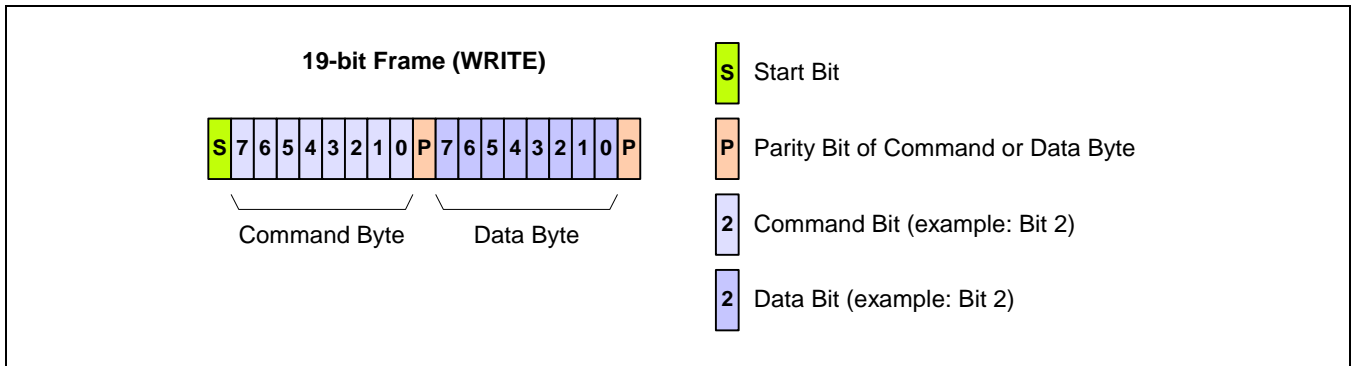 19-bit Frame (WRITE)
S 7 6 5 4 3 2 1 0 P 7 6 5 4 3 2 1 0 P
Command Byte Data Byte
S Start Bit
P Parity Bit of Command or Data Byte
2 Command Bit (example: Bit 2)
2 Data Bit (example: Bit 2)